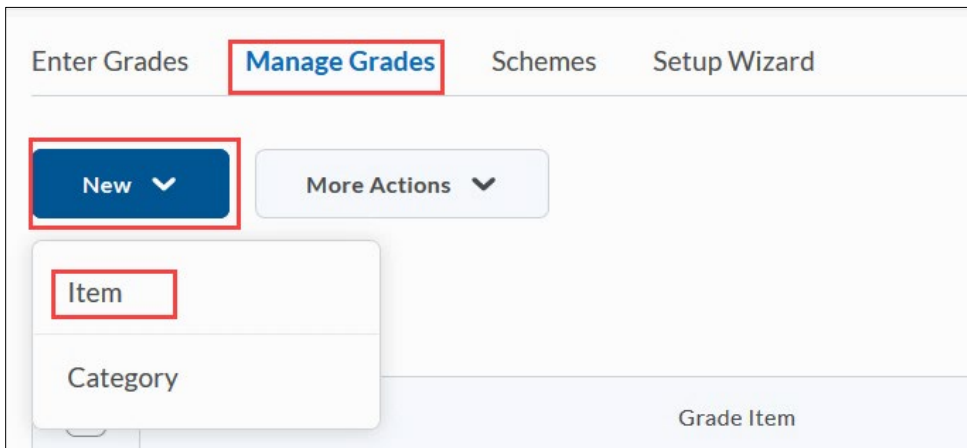 Enter Grades Manage Grades Schemes Setup Wizard
New More Actions
Item
Category
Grade Item